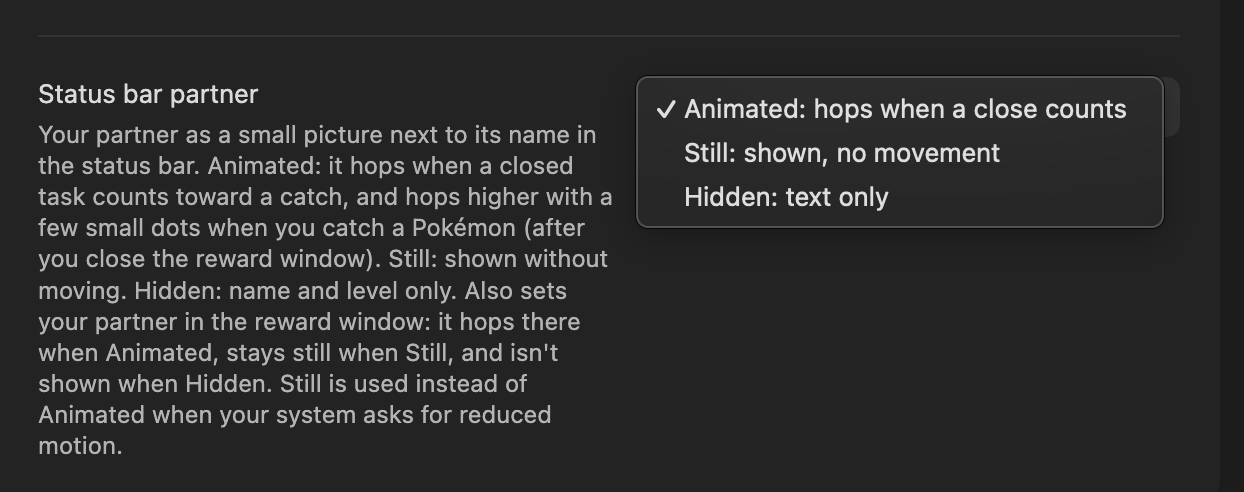 Status bar partner
Your partner as a small picture next to its name in
the status bar. Animated: it hops when a closed
task counts toward a catch, and hops higher with a
few small dots when you catch a Pokémon (after
you close the reward window). Still: shown without
moving. Hidden: name and level only. Also sets
your partner in the reward window: it hops there
when Animated, stays still when Still, and isn't
shown when Hidden. Still is used instead of
Animated when your system asks for reduced
motion.
✓ Animated: hops when a close counts
Still: shown, no movement
Hidden: text only